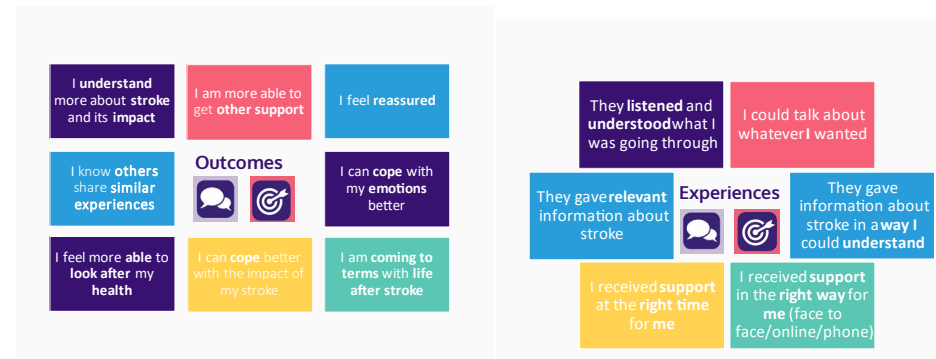 I understand
more about stroke
and its impact
I am more able to
get other support
I feel reassured
I know others
share similar
experiences
Outcomes
I can cope with
my emotions
better
I feel more able to
look after my
health
I can cope better
with the impact of
my stroke
I am coming to
terms with life
after stroke
They listened and
understood what I
was going through
I could talk about
whatever I wanted
They gave relevant
information about
stroke
Experiences
They gave
information about
stroke in a way I
could understand
I received support
at the right time
for me
I received support
in the right way for
me (face to
face/online/phone)